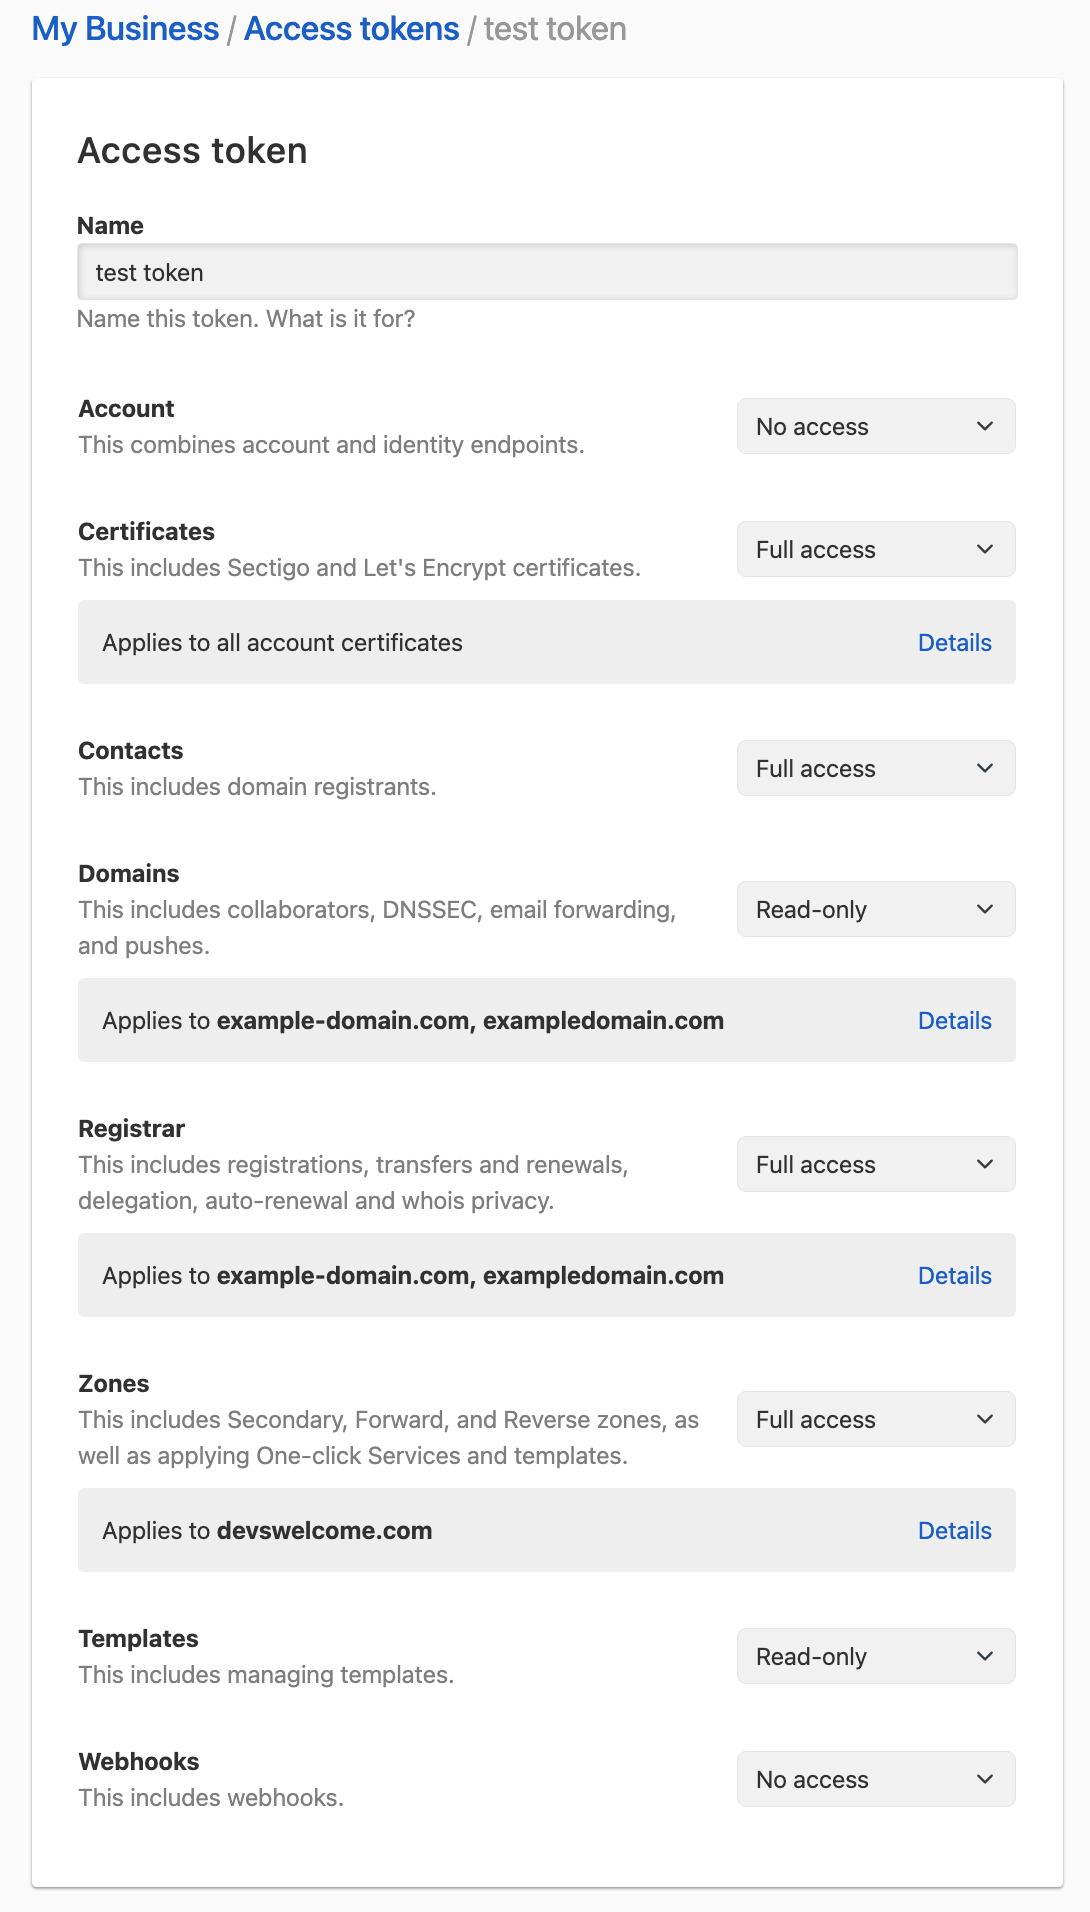 My Business / Access tokens / test token
Access token
Name
test token
Name this token. What is it for?
Account
This combines account and identity endpoints.
No access
Certificates
This includes Sectigo and Let's Encrypt certificates.
Full access
Applies to all account certificates
Details
Contacts
This includes domain registrants.
Full access
Domains
This includes collaborators, DNSSEC, email forwarding,
and pushes.
Read-only
Applies to example-domain.com, exampledomain.com
Details
Registrar
This includes registrations, transfers and renewals,
delegation, auto-renewal and whois privacy.
Full access
Applies to example-domain.com, exampledomain.com
Details
Zones
This includes Secondary, Forward, and Reverse zones, as
well as applying One-click Services and templates.
Full access
Applies to devswelcome.com
Details
Templates
This includes managing templates.
Read-only
Webhooks
This includes webhooks.
No access